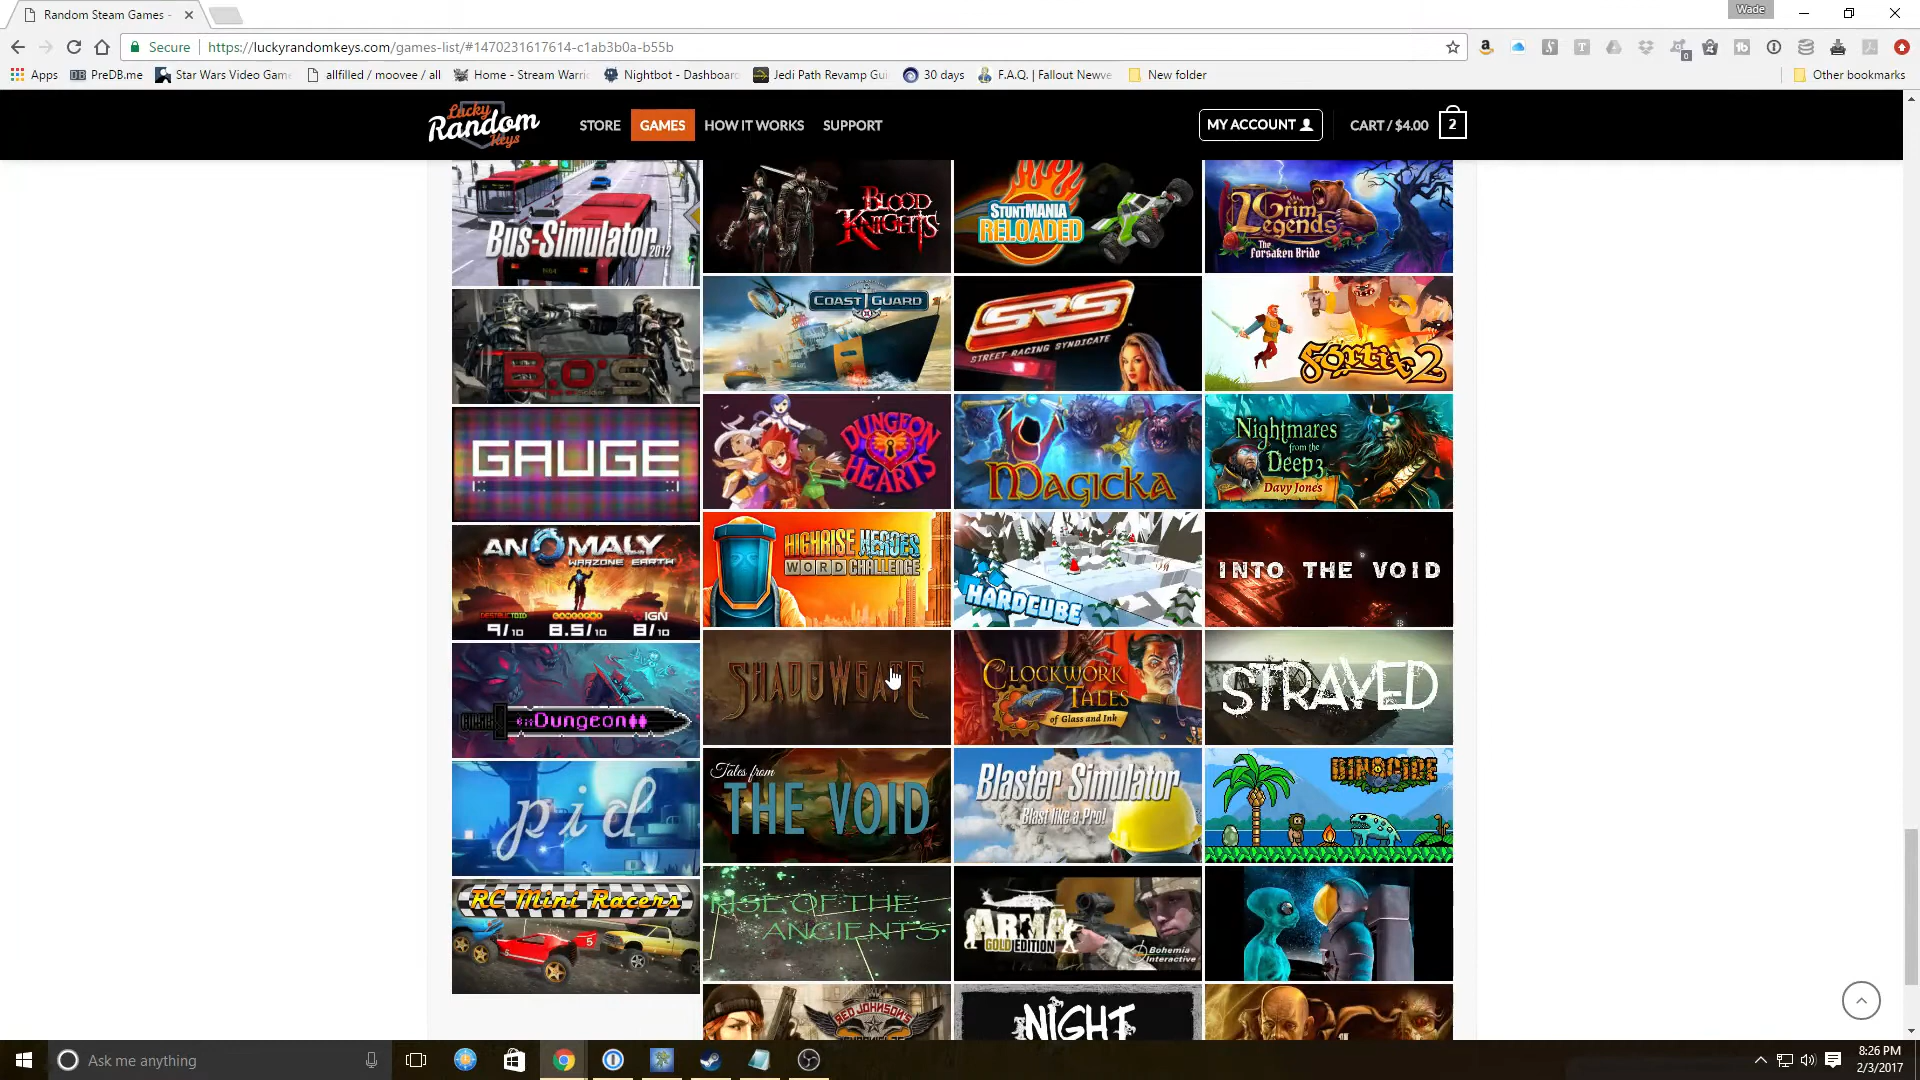 Random Steam Games -
Wade
Secure
https://luckyrandomkeys.com/games-list/#1470231617614-c1ab3b0a-b55b
Apps
PreDB.me
Star Wars Video Game
allfilled / moovee / all
Home - Stream Warri
Nightbot - Dashboard
Jedi Path Revamp Gui
30 days
F.A.Q. | Fallout Newve
New folder
Other bookmarks
Lucky
Random
Keys
STORE
GAMES
HOW IT WORKS
SUPPORT
MY ACCOUNT
CART / $4.00
2
Bus-Simulator 2012
BLOOD
KNIGHTS
STUNTMANIA
RELOADED
Grim
Legends
The
Forsaken Bride
B.O.S
COAST GUARD
SRS
STREET RACING SYNDICATE
Sortix 2
GAUGE
DUNGEON
HEARTS
MAGICKA
Nightmares
from the
Deep 3
Davy Jones
ANOMALY
WARZONE EARTH
DESTRUCTOID
IGN
9/10
8.5/10
8/10
HIGHRISE HEROES
WORD CHALLENGE
HARDCUBE
INTO THE VOID
Dungeon
SHADOWGATE
CLOCKWORK
TALES
of Glass and Ink
STRAYED
pid
Tales from
THE VOID
Blaster Simulator
Blast like a Pro!
DINOCIDE
RC Mini Racers
5
RISE OF THE
ANCIENTS
ARMA
GOLD EDITION
Bohemia
Interactive
RED JOHNSON'S
NIGHT
Ask me anything
8:26 PM
2/3/2017